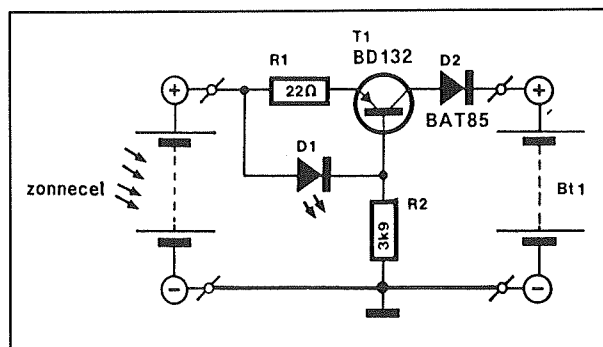 T1
BD132
R1
22Ω
D2
BAT85
D1
zonnecel
R2
3k9
Bt1
+
+
−
−